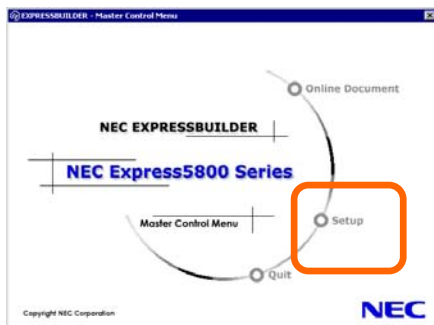 EXPRESSBUILDER - Master Control Menu
Online Document
NEC EXPRESSBUILDER
NEC Express5800 Series
Master Control Menu
Setup
Quit
Copyright NEC Corporation
NEC